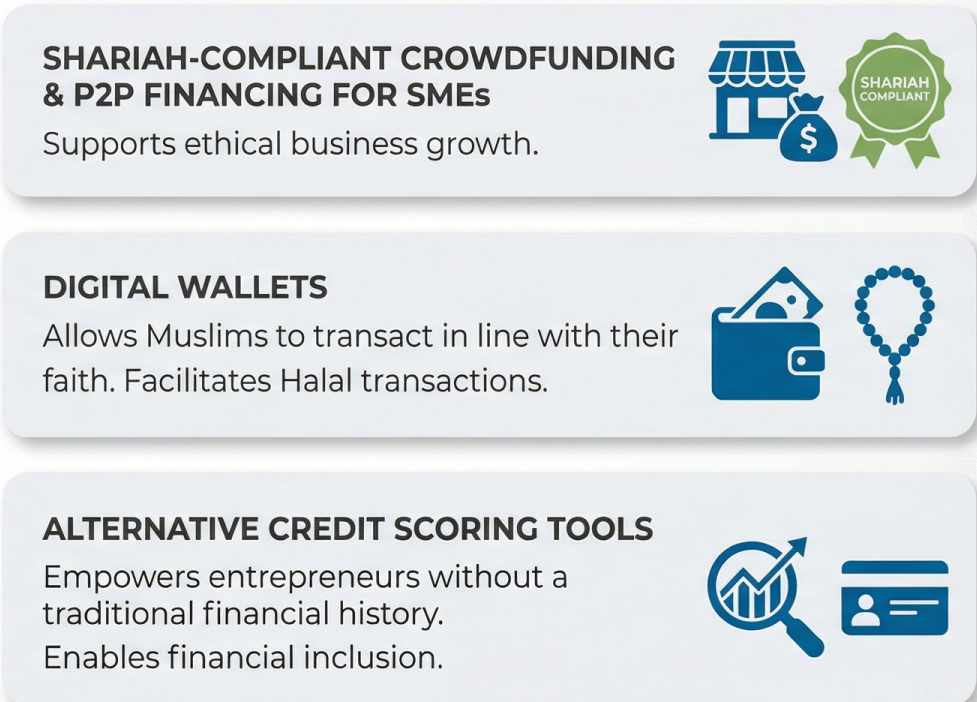 SHARIAH-COMPLIANT CROWDFUNDING
& P2P FINANCING FOR SMEs
Supports ethical business growth.
$
SHARIAH
COMPLIANT
DIGITAL WALLETS
Allows Muslims to transact in line with their
faith. Facilitates Halal transactions.
ALTERNATIVE CREDIT SCORING TOOLS
Empowers entrepreneurs without a
traditional financial history.
Enables financial inclusion.